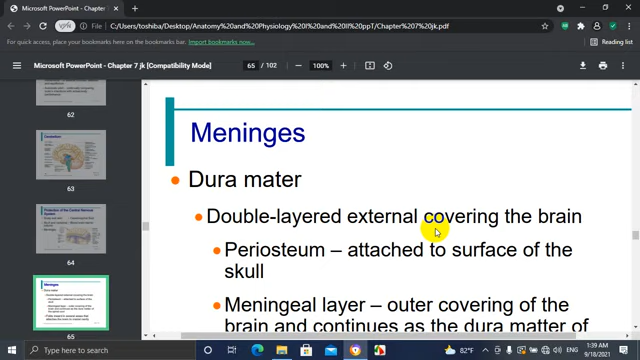 Microsoft PowerPoint - Chapter 7
C:/Users/toshiba/Desktop/Anatomy%20and%20Physiology%20I%20and%20II%20ppT/Chapter%207%20jk.pdf
VPN
For quick access, place your bookmarks here on the bookmarks bar. Import bookmarks now...
Reading list
Microsoft PowerPoint - Chapter 7 jk [Compatibility Mode]
65 / 102
100%
62
63
64
Meninges
65
Meninges
Dura mater
Double-layered external covering the brain
Periosteum – attached to surface of the
skull
Meningeal layer – outer covering of the
brain and continues as the dura matter of
Type here to search
82°F
ENG
1:39 AM
9/18/2021